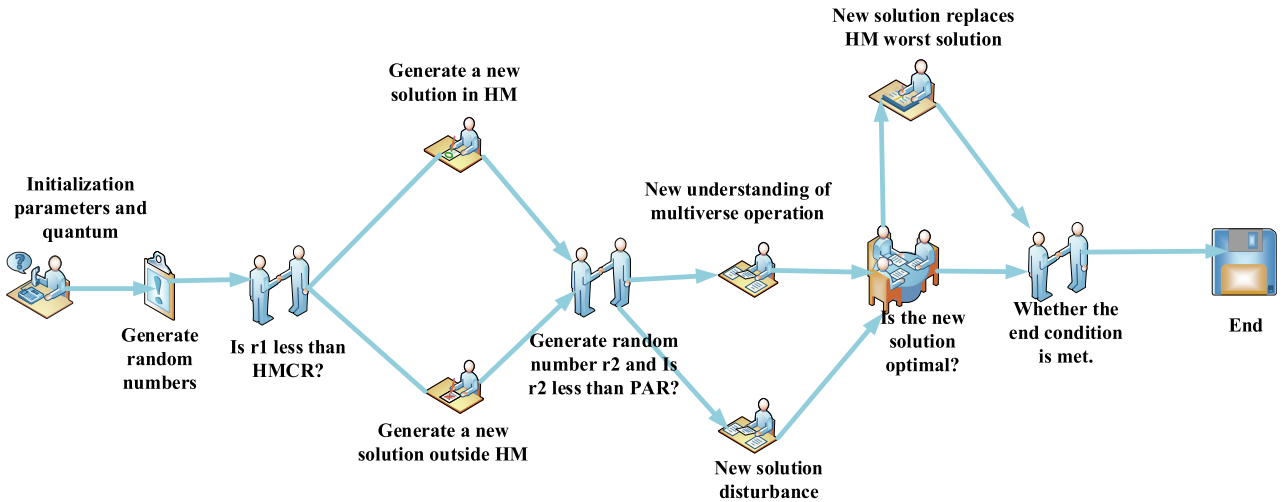 Initialization
parameters and
quantum
Generate
random
numbers
Is r1 less than
HMCR?
Generate a new
solution in HM
Generate a new
solution outside HM
Generate random
number r2 and Is
r2 less than PAR?
New understanding of
multiverse operation
New solution
disturbance
New solution replaces
HM worst solution
Is the new
solution
optimal?
Whether the
end condition
is met.
End